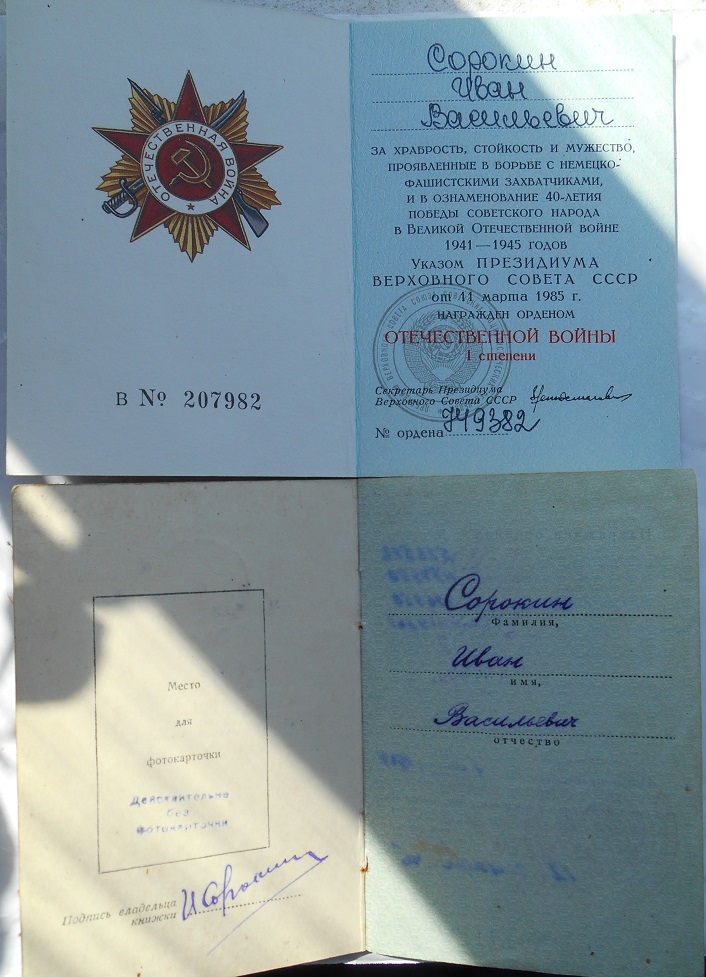 Сорокин
Иван
Васильевич
ОТЕЧЕСТВЕННАЯ ВОЙНА
ЗА ХРАБРОСТЬ, СТОЙКОСТЬ И МУЖЕСТВО,
ПРОЯВЛЕННЫЕ В БОРЬБЕ С НЕМЕЦКО-
ФАШИСТСКИМИ ЗАХВАТЧИКАМИ,
И В ОЗНАМЕНОВАНИЕ 40-ЛЕТИЯ
ПОБЕДЫ СОВЕТСКОГО НАРОДА
В ВЕЛИКОЙ ОТЕЧЕСТВЕННОЙ ВОЙНЕ
1941—1945 ГОДОВ
УКАЗОМ ПРЕЗИДИУМА
ВЕРХОВНОГО СОВЕТА СССР
от 11 марта 1985 г.
НАГРАЖДЕН ОРДЕНОМ
ОТЕЧЕСТВЕННОЙ ВОЙНЫ
I степени
Секретарь Президиума
Верховного Совета СССР
№ ордена 749382
В № 207982
Место
для
фотокарточки
Действительно
без
фотокарточки
Подпись владельца
книжки И Сорокин
Сорокин
Фамилия,
Иван
имя,
Васильевич
отчество